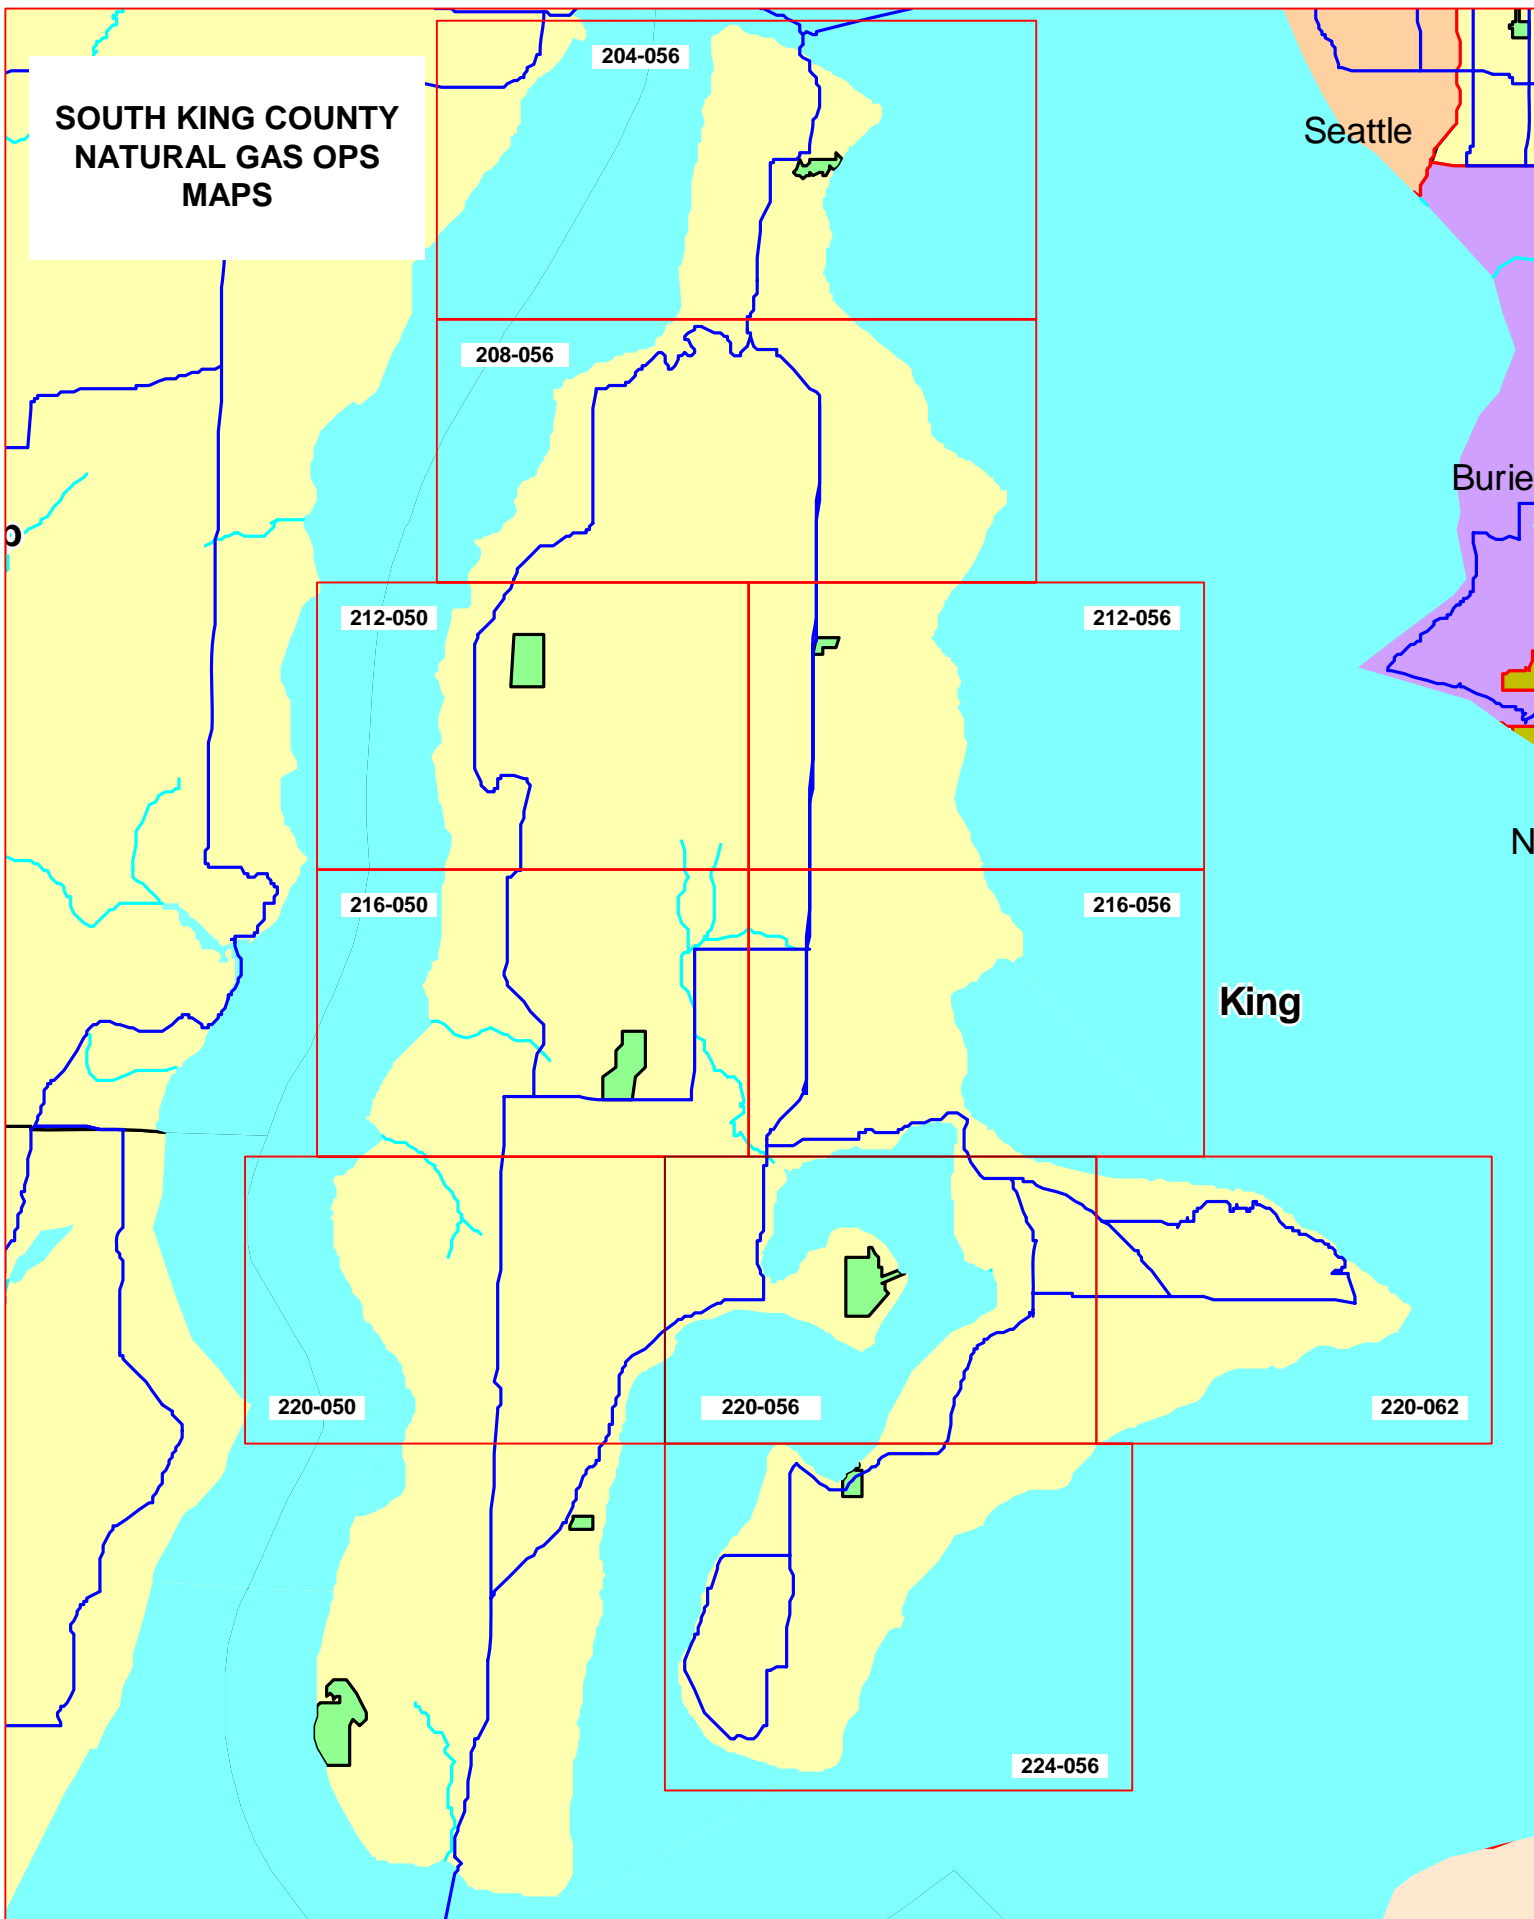 204-056
SOUTH KING COUNTY
NATURAL GAS OPS
MAPS
Seattle
208-056
Burie
p
212-050
212-056
N
216-050
216-056
King
220-050
220-056
220-062
224-056